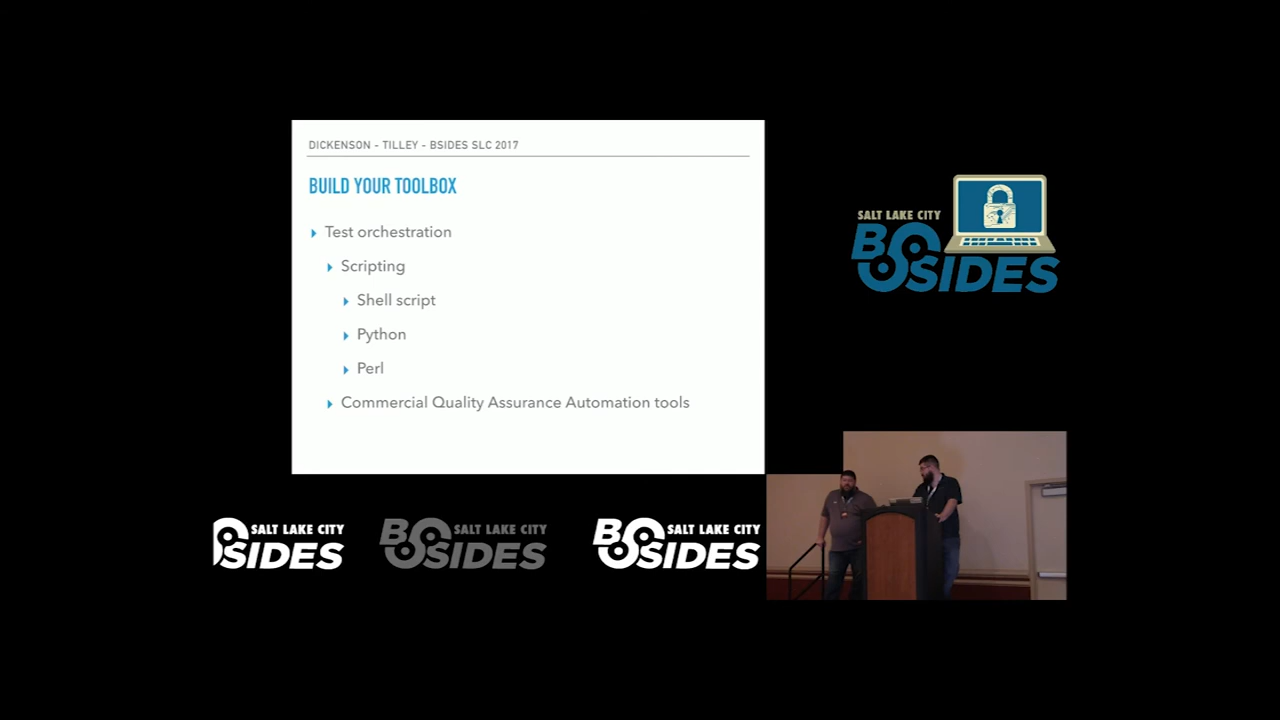 DICKENSON - TILLEY - BSIDES SLC 2017
BUILD YOUR TOOLBOX
Test orchestration
Scripting
Shell script
Python
Perl
Commercial Quality Assurance Automation tools
SALT LAKE CITY
BSIDES
SALT LAKE CITY
SIDES
SALT LAKE CITY
BSIDES
SALT LAKE CITY
BSIDES